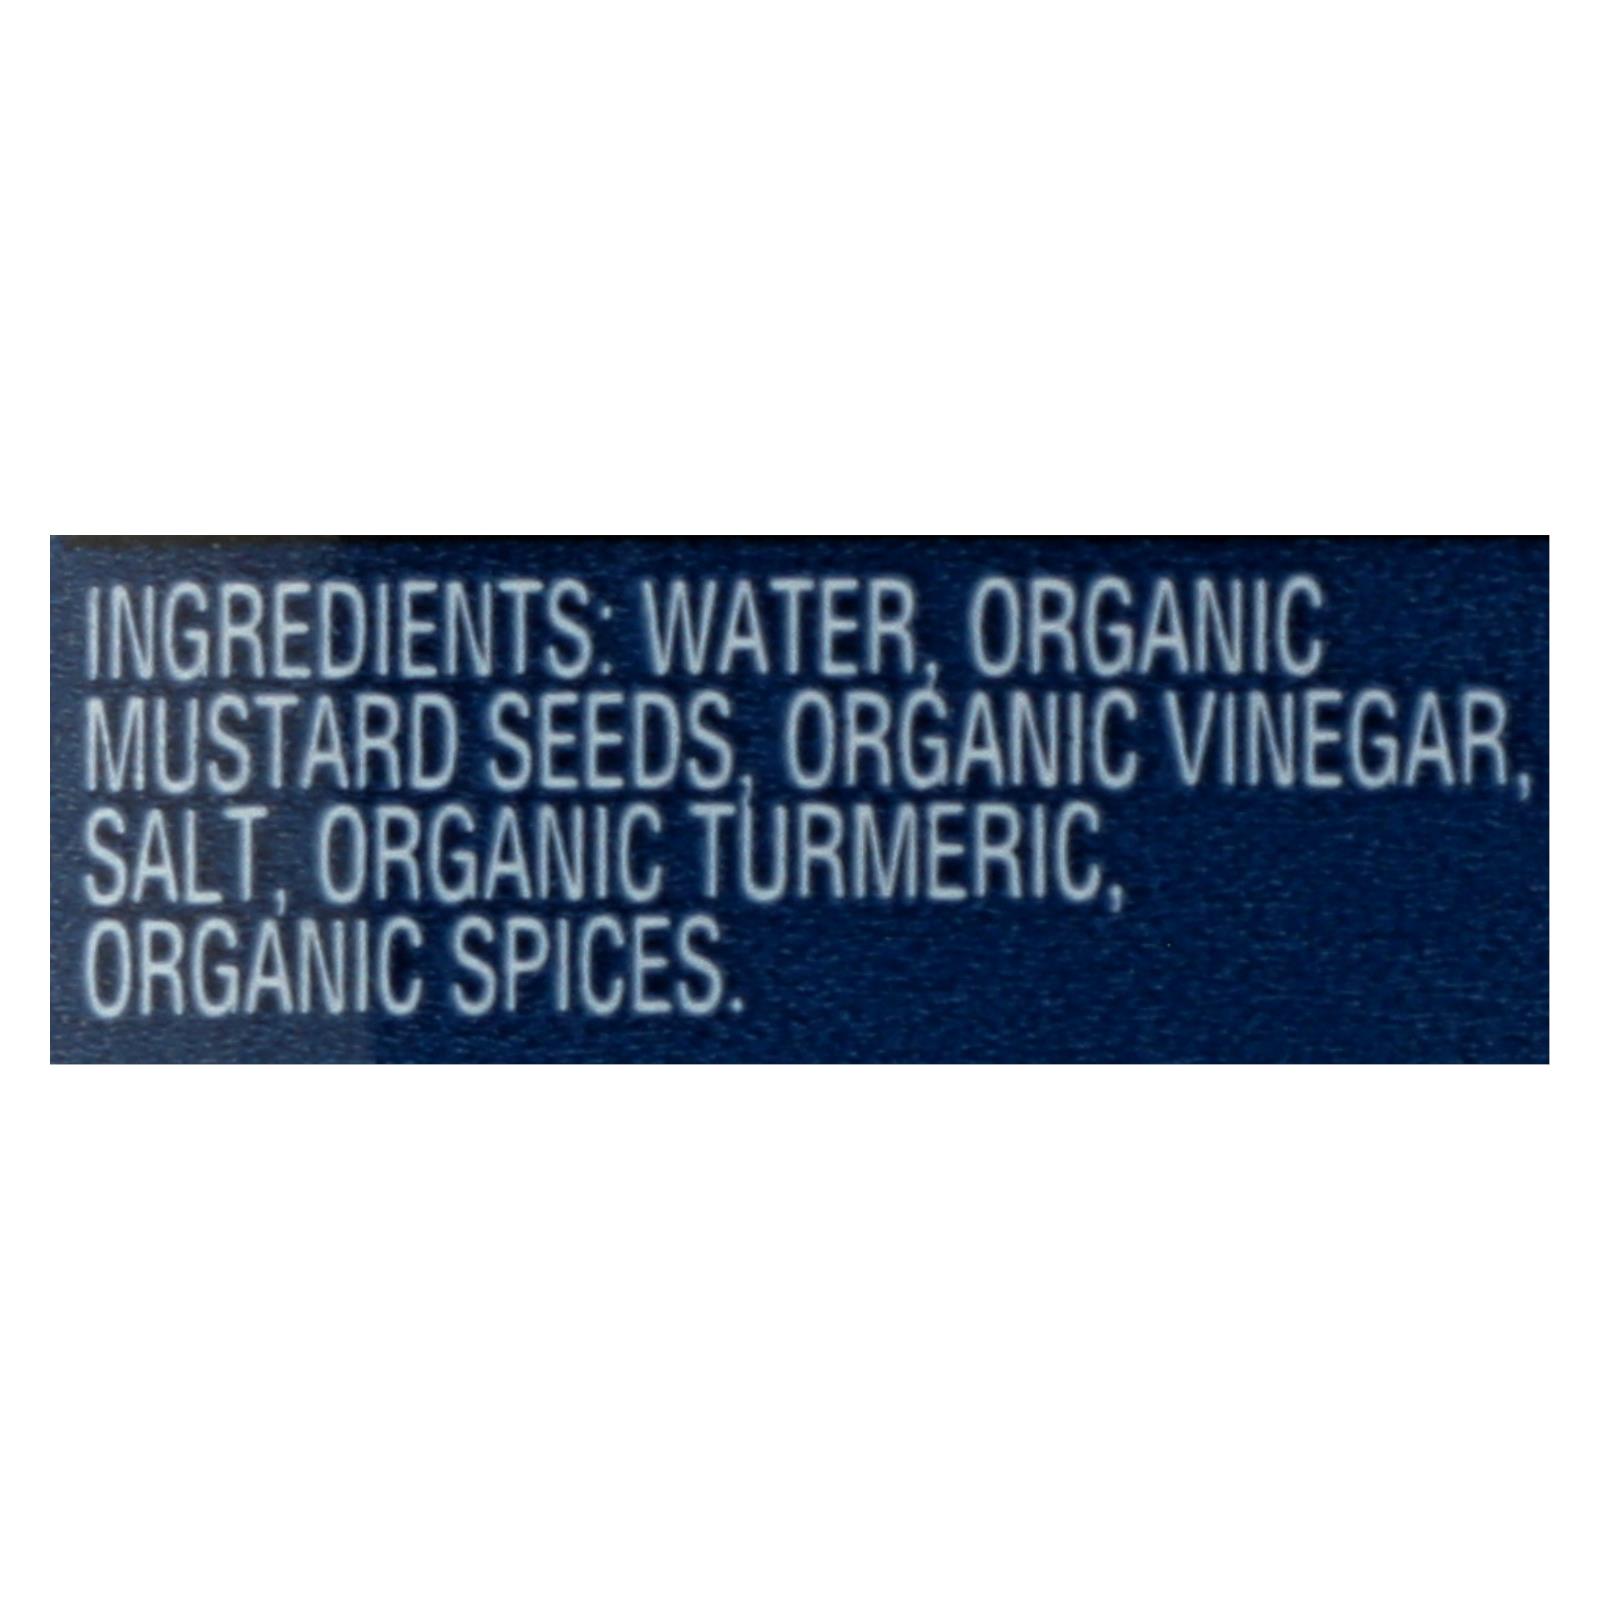 INGREDIENTS: WATER, ORGANIC
MUSTARD SEEDS, ORGANIC VINEGAR,
SALT, ORGANIC TURMERIC,
ORGANIC SPICES.